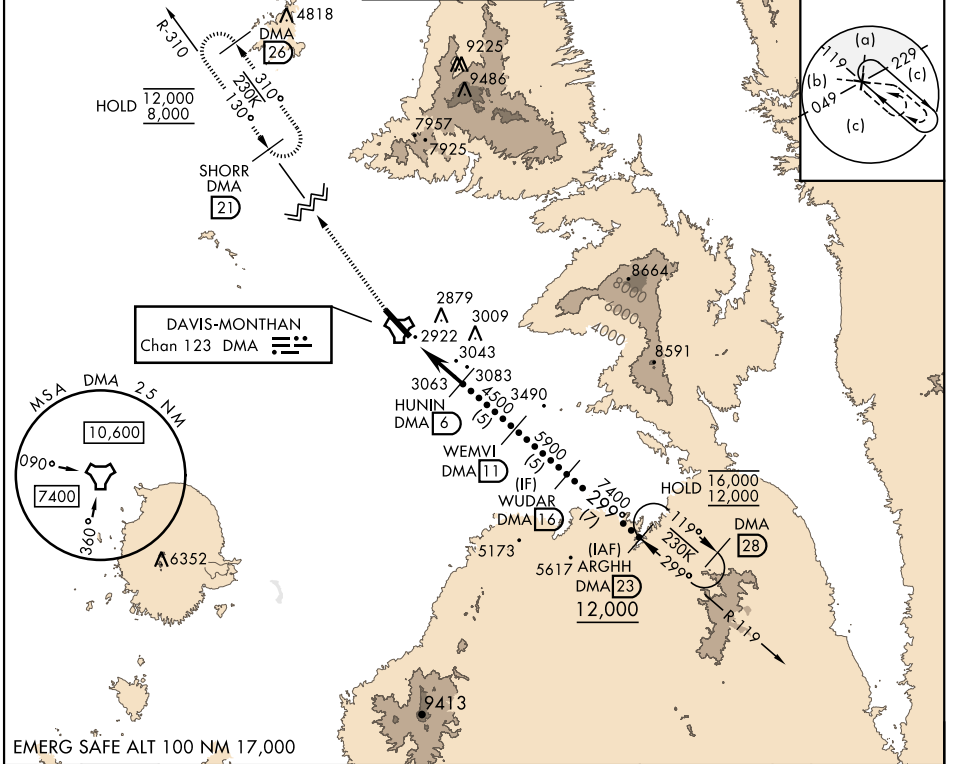 4818
R-310
DMA
26
310°
230K
130°
HOLD 12,000
8,000
9225
9486
7957
7925
SHORR
DMA
21
(a)
119
229
(b)
(c)
049
(c)
8664
8000
6000
4000
8591
DAVIS-MONTHAN
Chan 123 DMA
2879
2922
3009
3043
3083
3063
HUNIN
DMA 6
4500
(5)
3490
WEMVI
DMA 11
5900
(5)
(IF)
WUDAR
DMA 16
7400
299°
(7)
HOLD 16,000
12,000
119°
230K
299°
DMA
28
(IAF)
ARGHH
DMA 23
12,000
5173
5617
R-119
MSA DMA 25 NM
10,600
090°
7400
360°
6352
9413
EMERG SAFE ALT 100 NM 17,000